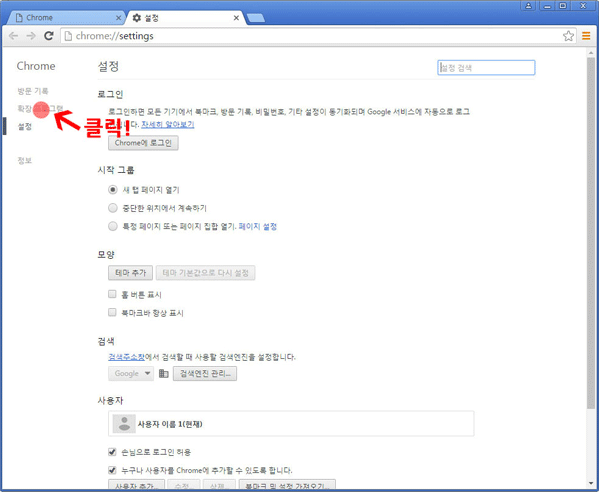 Chrome
설정
chrome://settings
Chrome
설정
설정 검색
방문 기록
확장 프로그램
설정
정보
클릭!
로그인
로그인하면 모든 기기에서 북마크, 방문 기록, 비밀번호, 기타 설정이 동기화되며 Google 서비스에 자동으로 로그
됩니다. 자세히 알아보기
Chrome에 로그인
시작 그룹
새 탭 페이지 열기
중단한 위치에서 계속하기
특정 페이지 또는 페이지 집합 열기. 페이지 설정
모양
테마 추가
테마 기본값으로 다시 설정
홈 버튼 표시
북마크바 항상 표시
검색
검색주소창에서 검색할 때 사용할 검색엔진을 설정합니다.
Google
검색엔진 관리...
사용자
사용자 이름 1(현재)
손님으로 로그인 허용
누구나 사용자를 Chrome에 추가할 수 있도록 합니다.
사용자 추가... 수정... 삭제... 북마크 및 설정 가져오기...